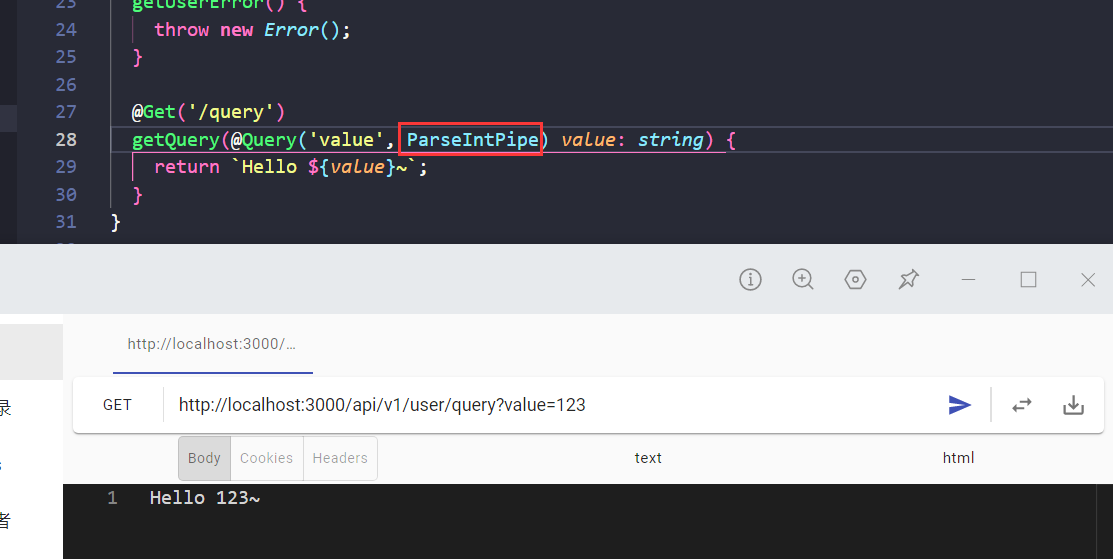 23 getUserError() {
24 throw new Error();
25 }
26
27 @Get('/query')
28 getQuery(@Query('value', ParseIntPipe) value: string) {
29 return `Hello ${value}~`;
30 }
31 }
http://localhost:3000/…
录
GET http://localhost:3000/api/v1/user/query?value=123
s
Body Cookies Headers text html
1 Hello 123~
者